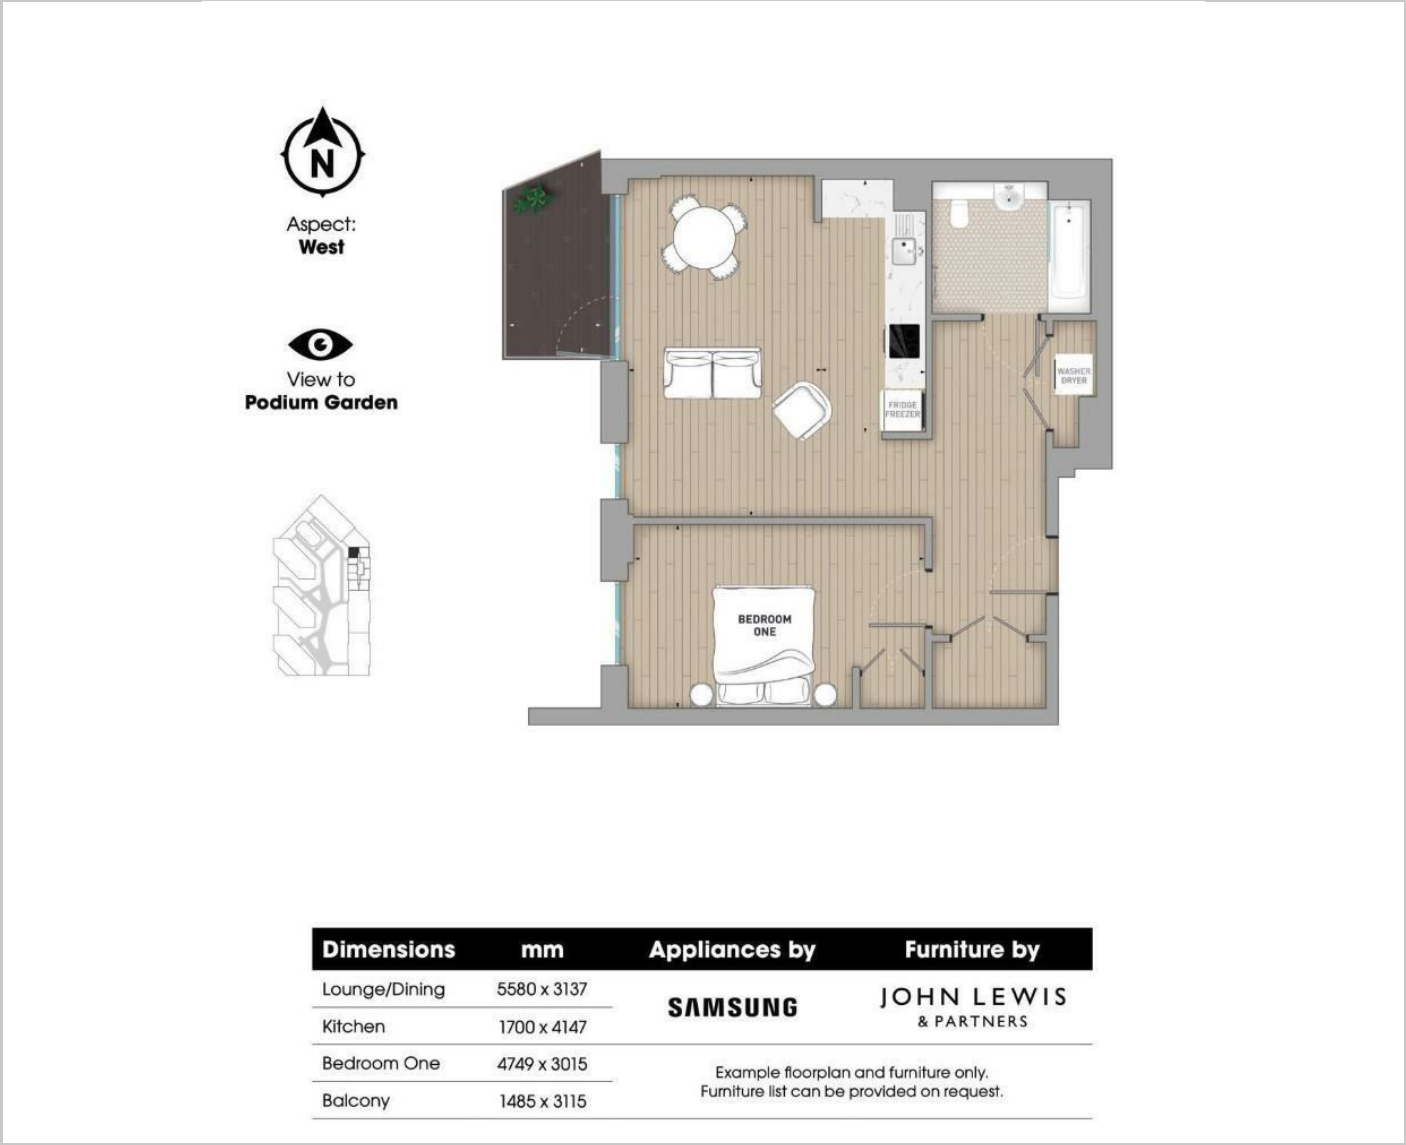 N
Aspect:
West
View to
Podium Garden
WASHER
DRYER
FRIDGE
FREEZER
BEDROOM
ONE
Dimensions mm Appliances by Furniture by
Lounge/Dining 5580 x 3137
SAMSUNG
JOHN LEWIS
& PARTNERS
Kitchen 1700 x 4147
Bedroom One 4749 x 3015
Balcony 1485 x 3115
Example floorplan and furniture only.
Furniture list can be provided on request.